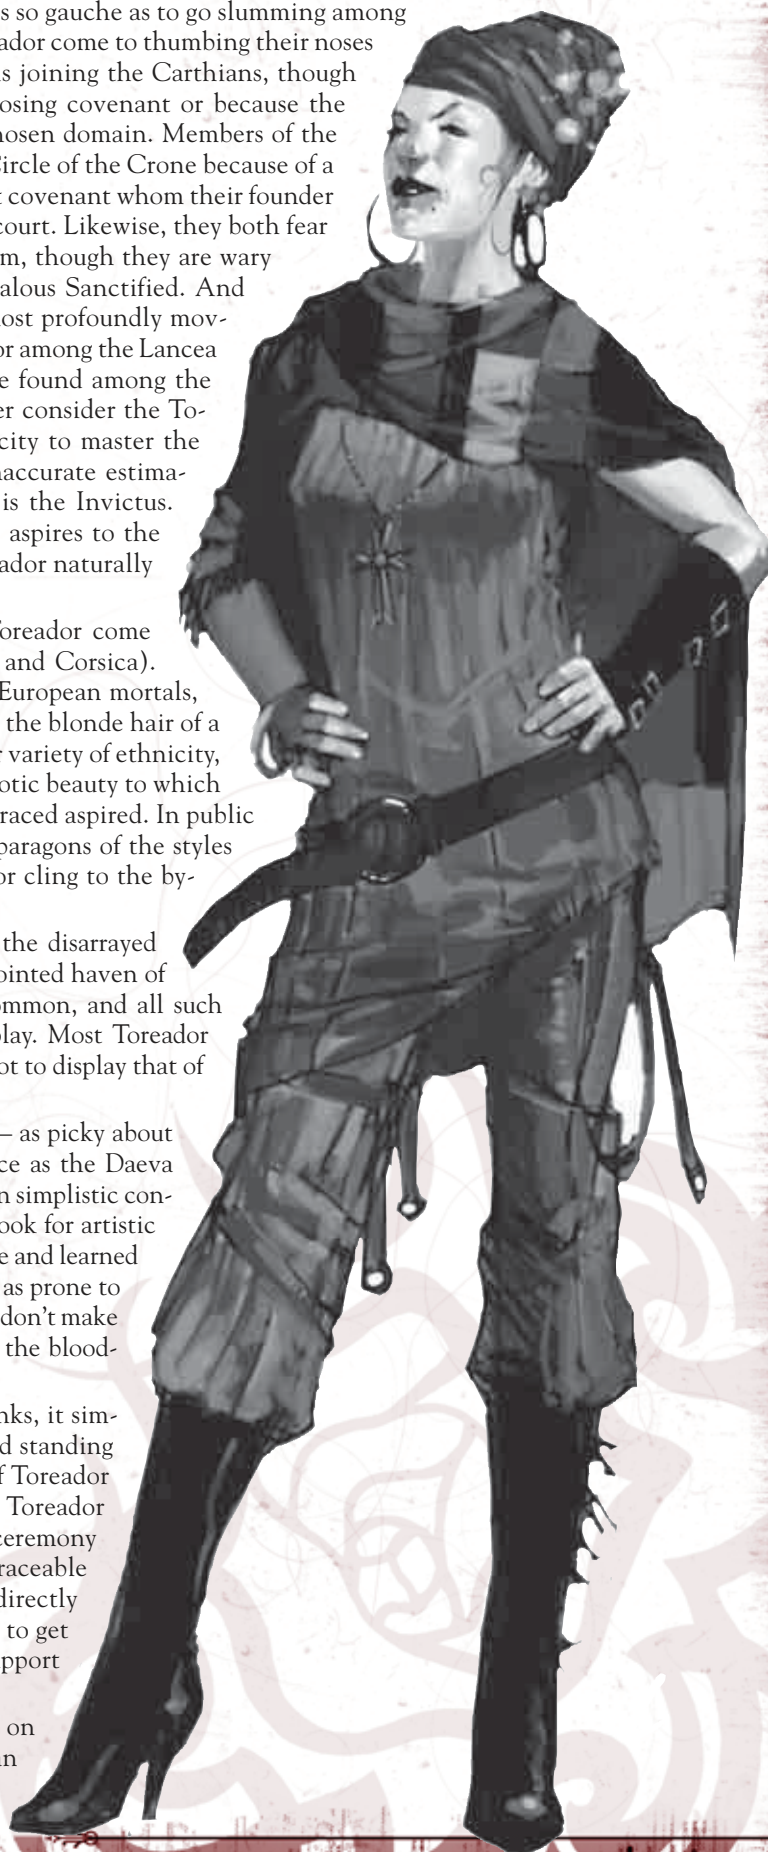 s so gauche as to go slumming among
ador come to thumbing their noses
is joining the Carthians, though
osing covenant or because the
hosen domain. Members of the
Circle of the Crone because of a
t covenant whom their founder
court. Likewise, they both fear
m, though they are wary
alous Sanctified. And
ost profoundly mov-
or among the Lancea
e found among the
er consider the To-
city to master the
naccurate estima-
is the Invictus.
aspires to the
ador naturally
Toreador come
and Corsica).
European mortals,
the blonde hair of a
r variety of ethnicity,
otic beauty to which
raced aspired. In public
paragons of the styles
or cling to the by-
the disarrayed
ointed haven of
ommon, and all such
play. Most Toreador
ot to display that of
— as picky about
ce as the Daeva
n simplistic con-
ook for artistic
e and learned
as prone to
don't make
the blood-
nks, it sim-
d standing
f Toreador
Toreador
ceremony
raceable
directly
to get
pport
on
an